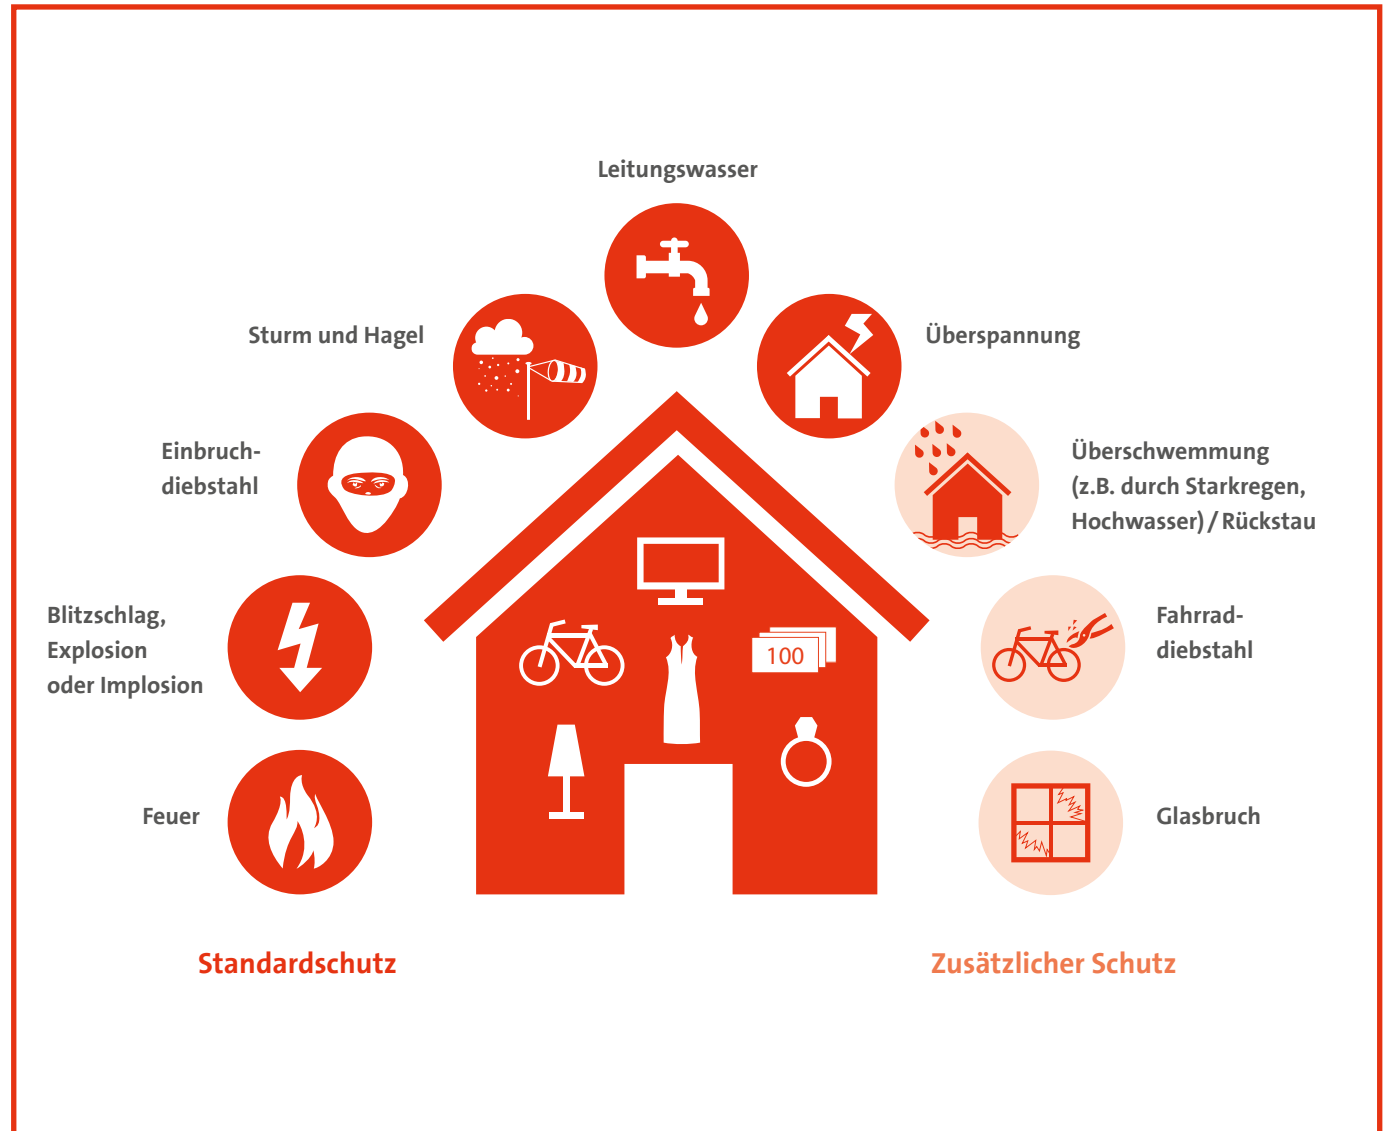 Leitungswasser
Sturm und Hagel
Überspannung
Einbruch-
diebstahl
Überschwemmung
(z.B. durch Starkregen,
Hochwasser) / Rückstau
Blitzschlag,
Explosion
oder Implosion
Fahrrad-
diebstahl
100
Feuer
Glasbruch
Standardschutz
Zusätzlicher Schutz